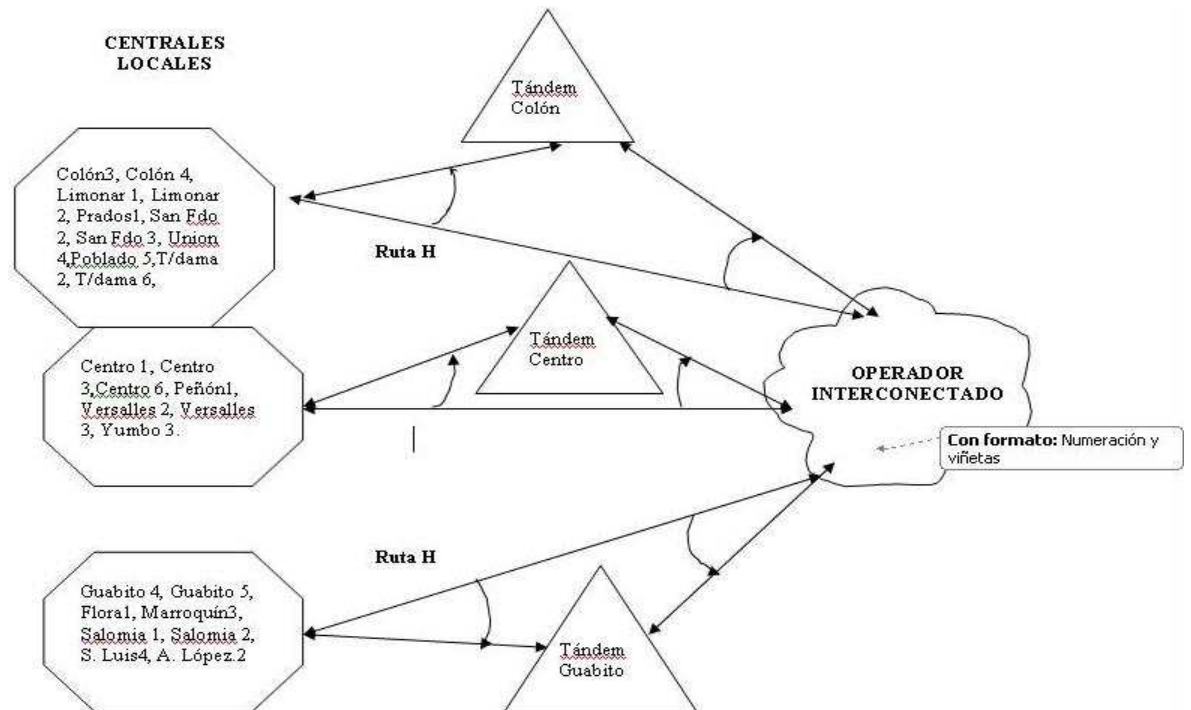 CENTRALES
LOCALES
Tándem
Colón
Colón3, Colón 4,
Limonar 1, Limonar
2, Prados1, San Fdo
2, San Fdo 3, Union
4,Poblado 5,T/dama
2, T/dama 6,
Ruta H
Centro 1, Centro
3,Centro 6, Peñón1,
Versalles 2, Versalles
3, Yumbo 3.
Tándem
Centro
OPERADOR
INTERCONECTADO
Con formato: Numeración y
viñetas
Ruta H
Guabito 4, Guabito 5,
Flora1, Marroquín3,
Salomia 1, Salomia 2,
S. Luis4, A. López.2
Tándem
Guabito